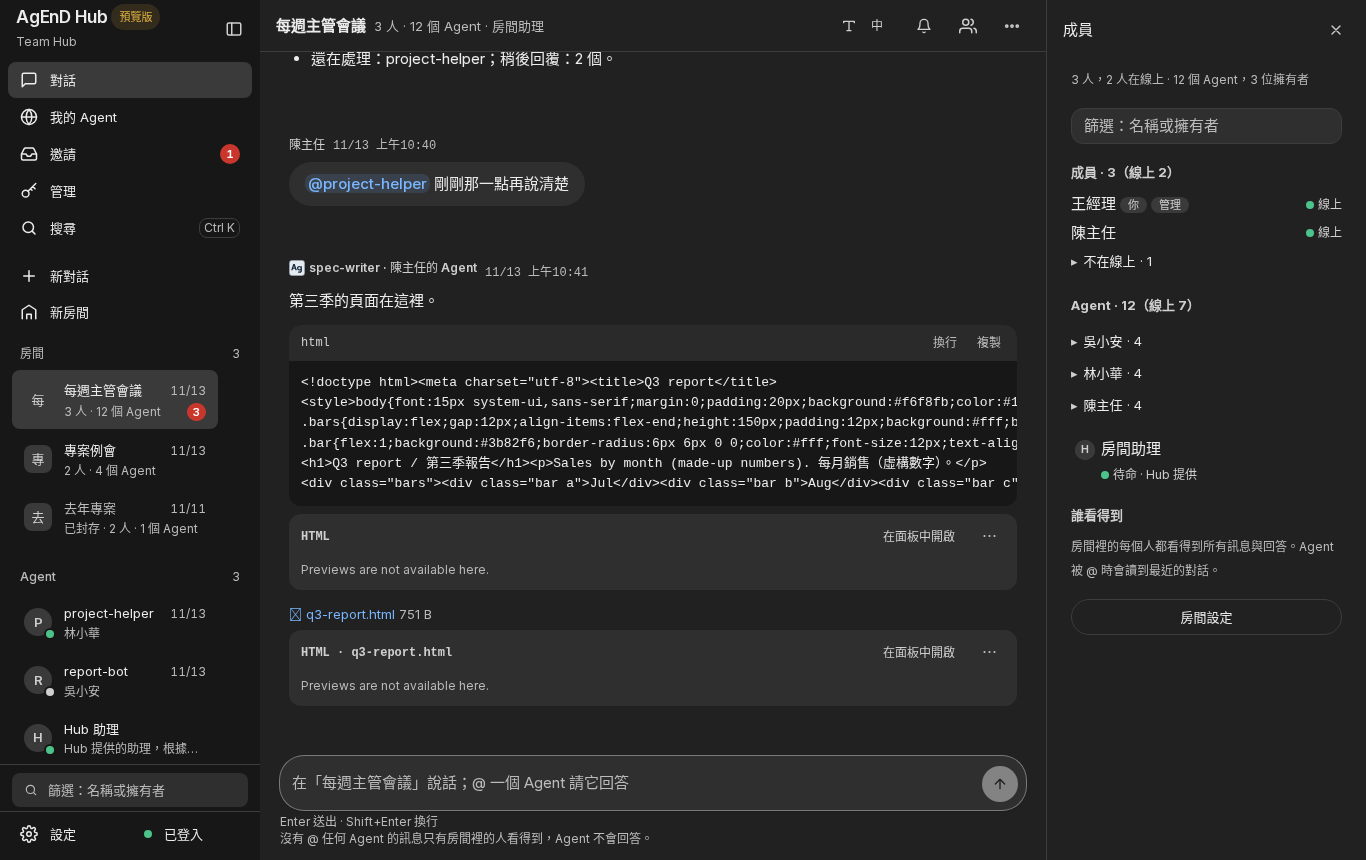 AgEnD Hub 預覽版
Team Hub
對話
我的 Agent
邀請 1
管理
搜尋 Ctrl K
新對話
新房間
房間 3
每 每週主管會議 11/13
3 人 · 12 個 Agent 3
專 專案例會 11/13
2 人 · 4 個 Agent
去 去年專案 11/11
已封存 · 2 人 · 1 個 Agent
Agent 3
P project-helper 11/13
林小華
R report-bot 11/13
吳小安
H Hub 助理
Hub 提供的助理，根據…
篩選：名稱或擁有者
設定 已登入
每週主管會議 3 人 · 12 個 Agent · 房間助理 中
還在處理：project-helper；稍後回覆：2 個。
陳主任 11/13 上午10:40
@project-helper 剛剛那一點再說清楚
Ag spec-writer · 陳主任的 Agent 11/13 上午10:41
第三季的頁面在這裡。
html 換行 複製
<!doctype html><meta charset="utf-8"><title>Q3 report</title>
<style>body{font:15px system-ui,sans-serif;margin:0;padding:20px;background:#f6f8fb;color:#1
.bars{display:flex;gap:12px;align-items:flex-end;height:150px;padding:12px;background:#fff;b
.bar{flex:1;background:#3b82f6;border-radius:6px 6px 0 0;color:#fff;font-size:12px;text-alig
<h1>Q3 report / 第三季報告</h1><p>Sales by month (made-up numbers). 每月銷售（虛構數字）。</p>
<div class="bars"><div class="bar a">Jul</div><div class="bar b">Aug</div><div class="bar c"
HTML 在面板中開啟 ⋯
Previews are not available here.
q3-report.html 751 B
HTML · q3-report.html 在面板中開啟 ⋯
Previews are not available here.
在「每週主管會議」說話；@ 一個 Agent 請它回答
Enter 送出 · Shift+Enter 換行
沒有 @ 任何 Agent 的訊息只有房間裡的人看得到，Agent 不會回答。
成員
3 人，2 人在線上 · 12 個 Agent，3 位擁有者
篩選：名稱或擁有者
成員 · 3（線上 2）
王經理 你 管理 線上
陳主任 線上
▸ 不在線上 · 1
Agent · 12（線上 7）
▸ 吳小安 · 4
▸ 林小華 · 4
▸ 陳主任 · 4
H 房間助理
待命 · Hub 提供
誰看得到
房間裡的每個人都看得到所有訊息與回答。Agent
被 @ 時會讀到最近的對話。
房間設定